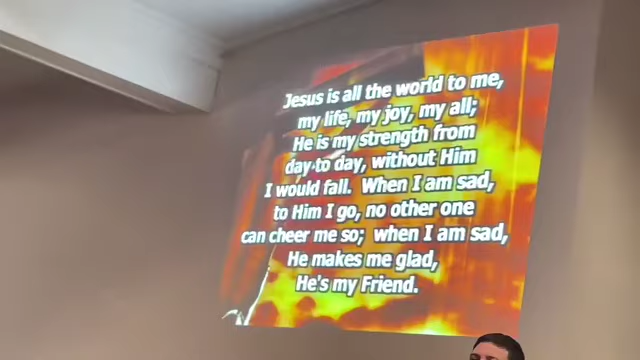 Jesus is all the world to me,
my life, my joy, my all;
He is my strength from
day to day, without Him
I would fall.  When I am sad,
to Him I go, no other one
can cheer me so;  when I am sad,
He makes me glad,
He's my Friend.